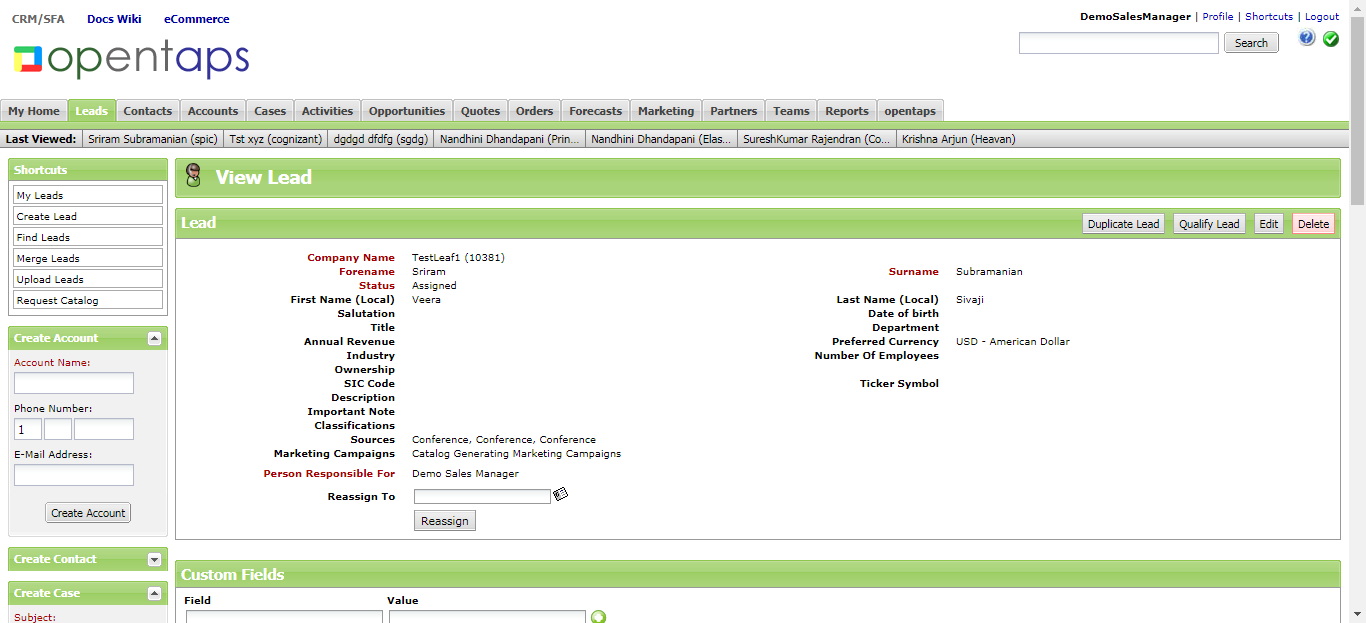 CRM/SFA Docs Wiki eCommerce
DemoSalesManager | Profile | Shortcuts | Logout
opentaps
Search
My Home Leads Contacts Accounts Cases Activities Opportunities Quotes Orders Forecasts Marketing Partners Teams Reports opentaps
Last Viewed: Sriram Subramanian (spic) Tst xyz (cognizant) dgdgd dfdfg (sgdg) Nandhini Dhandapani (Prin... Nandhini Dhandapani (Elas... SureshKumar Rajendran (Co... Krishna Arjun (Heavan)
Shortcuts
My Leads
Create Lead
Find Leads
Merge Leads
Upload Leads
Request Catalog
Create Account
Account Name:
Phone Number:
1
E-Mail Address:
Create Account
Create Contact
Create Case
Subject:
View Lead
Lead
Duplicate Lead Qualify Lead Edit Delete
Company Name TestLeaf1 (10381)
Forename Sriram Surname Subramanian
Status Assigned
First Name (Local) Veera Last Name (Local) Sivaji
Salutation Date of birth
Title Department
Annual Revenue Preferred Currency USD - American Dollar
Industry Number Of Employees
Ownership
SIC Code Ticker Symbol
Description
Important Note
Classifications
Sources Conference, Conference, Conference
Marketing Campaigns Catalog Generating Marketing Campaigns
Person Responsible For Demo Sales Manager
Reassign To
Reassign
Custom Fields
Field Value